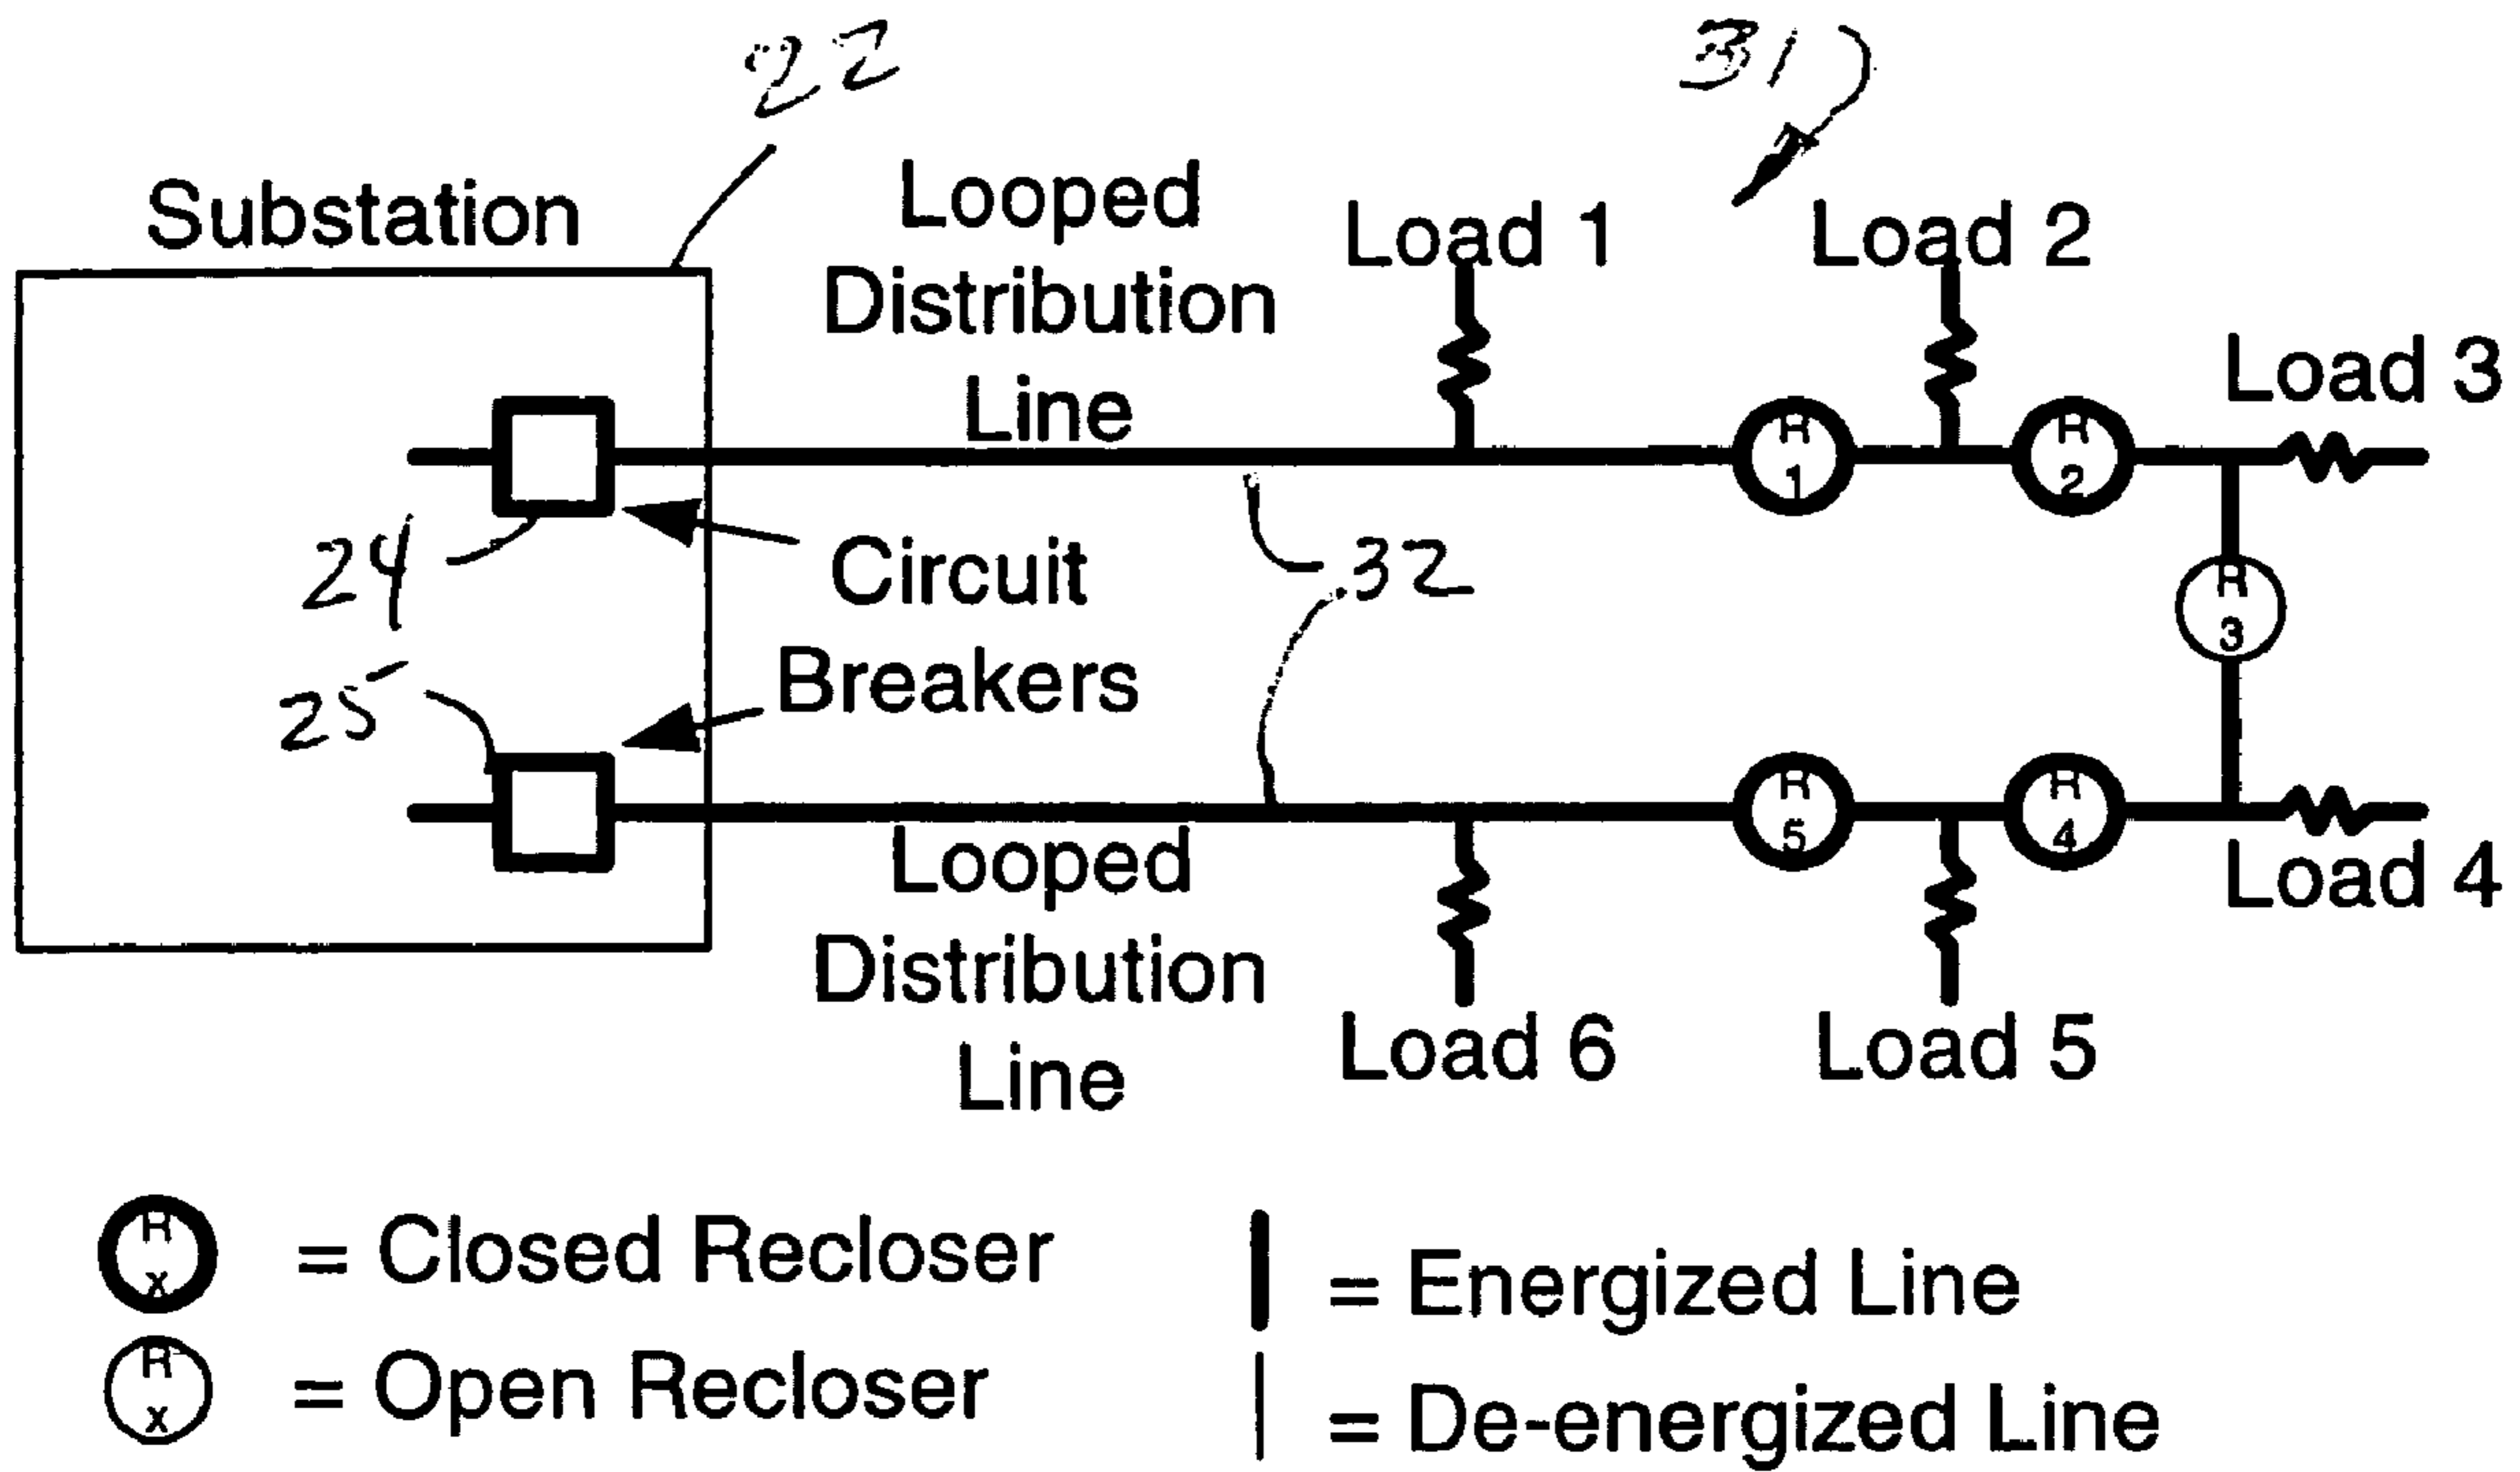 22
31
Substation
Looped
Distribution
Line
Load 1
Load 2
Load 3
R
1
R
2
24
Circuit
Breakers
32
R
3
25
R
5
R
4
Looped
Distribution
Line
Load 4
Load 6
Load 5
R
x
= Closed Recloser
= Energized Line
R
x
= Open Recloser
= De-energized Line